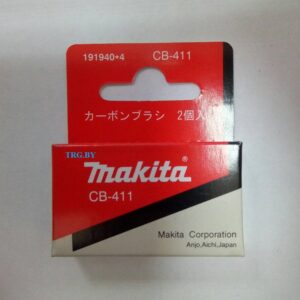 191940-4 CB-411
カーボンブラシ 2個入
TRG.BY
makita®
CB-411
Makita Corporation
Anjo,Aichi,Japan